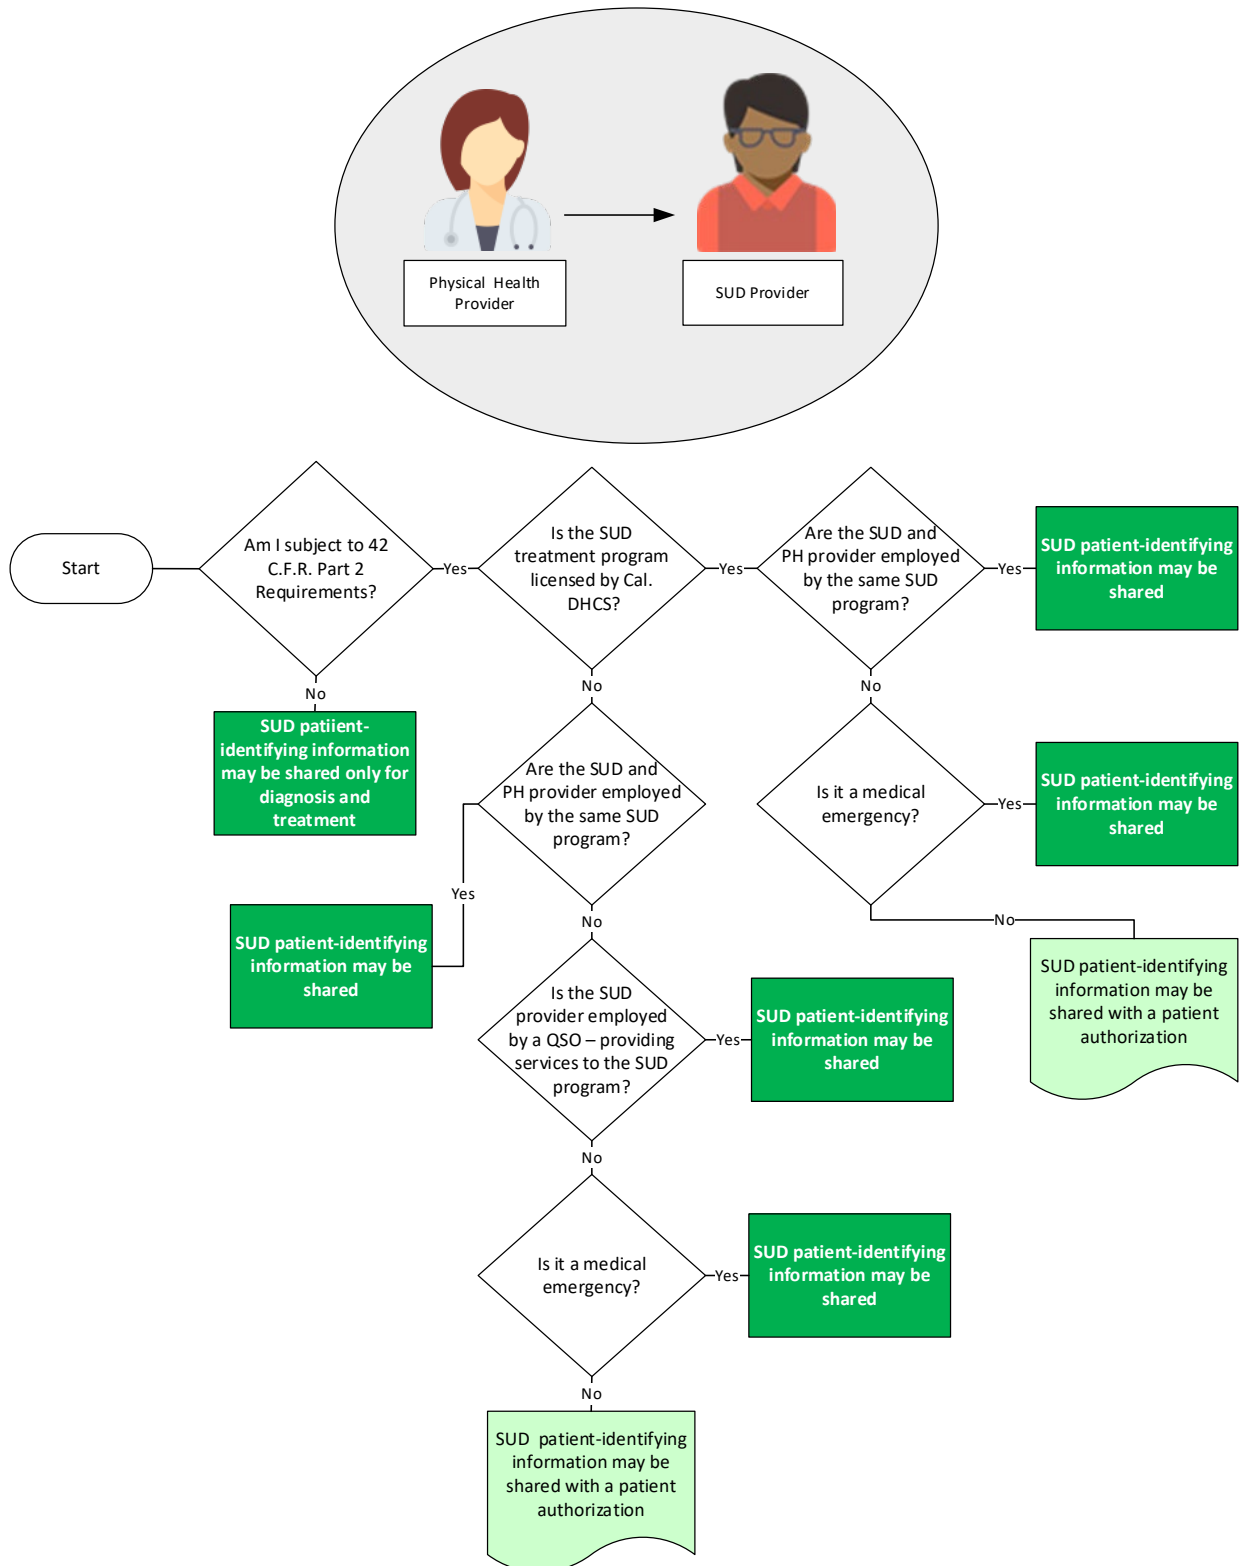 Physical Health
Provider
SUD Provider
Start
Am I subject to 42
C.F.R. Part 2
Requirements?
Yes
Is the SUD
treatment program
licensed by Cal.
DHCS?
Yes
Are the SUD and
PH provider employed
by the same SUD
program?
Yes
SUD patient-identifying
information may be
shared
No
No
No
SUD patiient-
identifying information
may be shared only for
diagnosis and
treatment
Are the SUD and
PH provider employed
by the same SUD
program?
Is it a medical
emergency?
Yes
SUD patient-identifying
information may be
shared
Yes
No
No
SUD patient-identifying
information may be
shared
Is the SUD
provider employed
by a QSO – providing
services to the SUD
program?
Yes
SUD patient-identifying
information may be
shared
SUD patient-identifying
information may be
shared with a patient
authorization
No
Is it a medical
emergency?
Yes
SUD patient-identifying
information may be
shared
No
SUD patient-identifying
information may be
shared with a patient
authorization